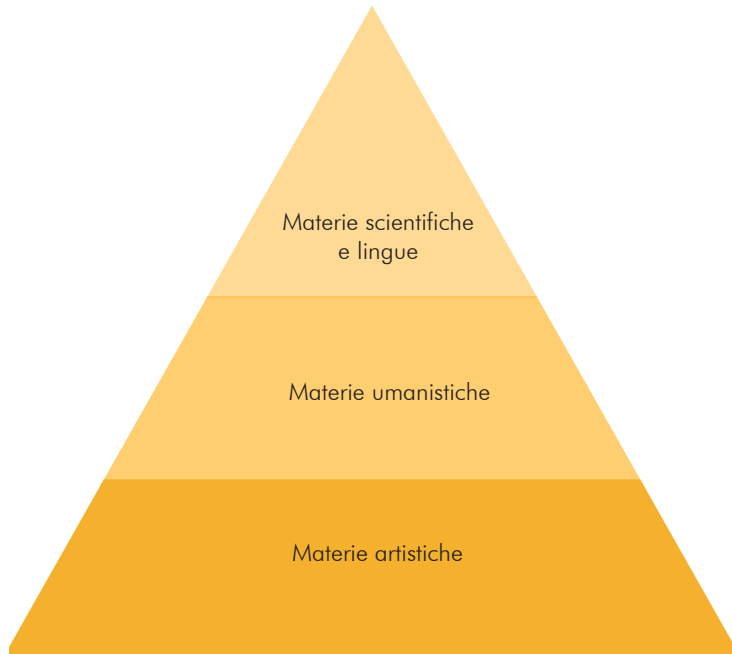 Materie scientifiche
e lingue
Materie umanistiche
Materie artistiche